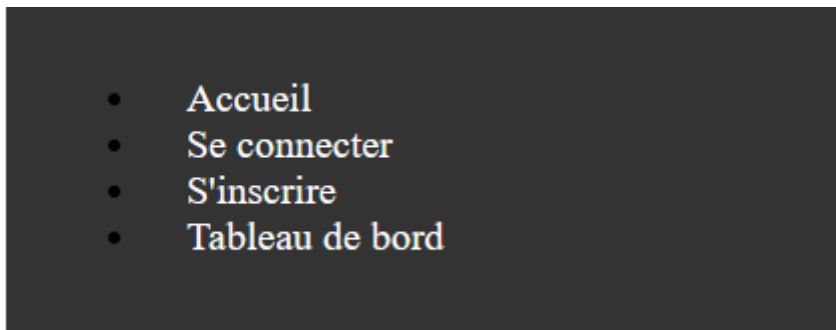 Accueil
Se connecter
S'inscrire
Tableau de bord